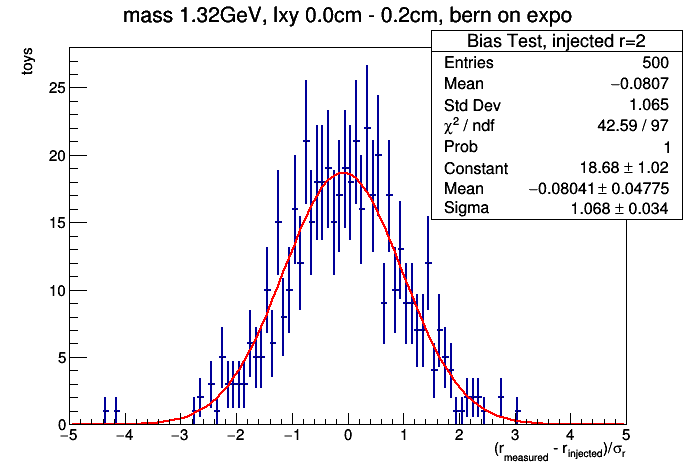 mass 1.32GeV, lxy 0.0cm - 0.2cm, bern on expo
toys
Bias Test, injected r=2
Entries 500
Mean −0.0807
Std Dev 1.065
χ² / ndf 42.59 / 97
Prob 1
Constant 18.68 ± 1.02
Mean −0.08041 ± 0.04775
Sigma 1.068 ± 0.034
25
20
15
10
5
0
−5 −4 −3 −2 −1 0 1 2 3 4 5
(r_measured - r_injected)/σ_r